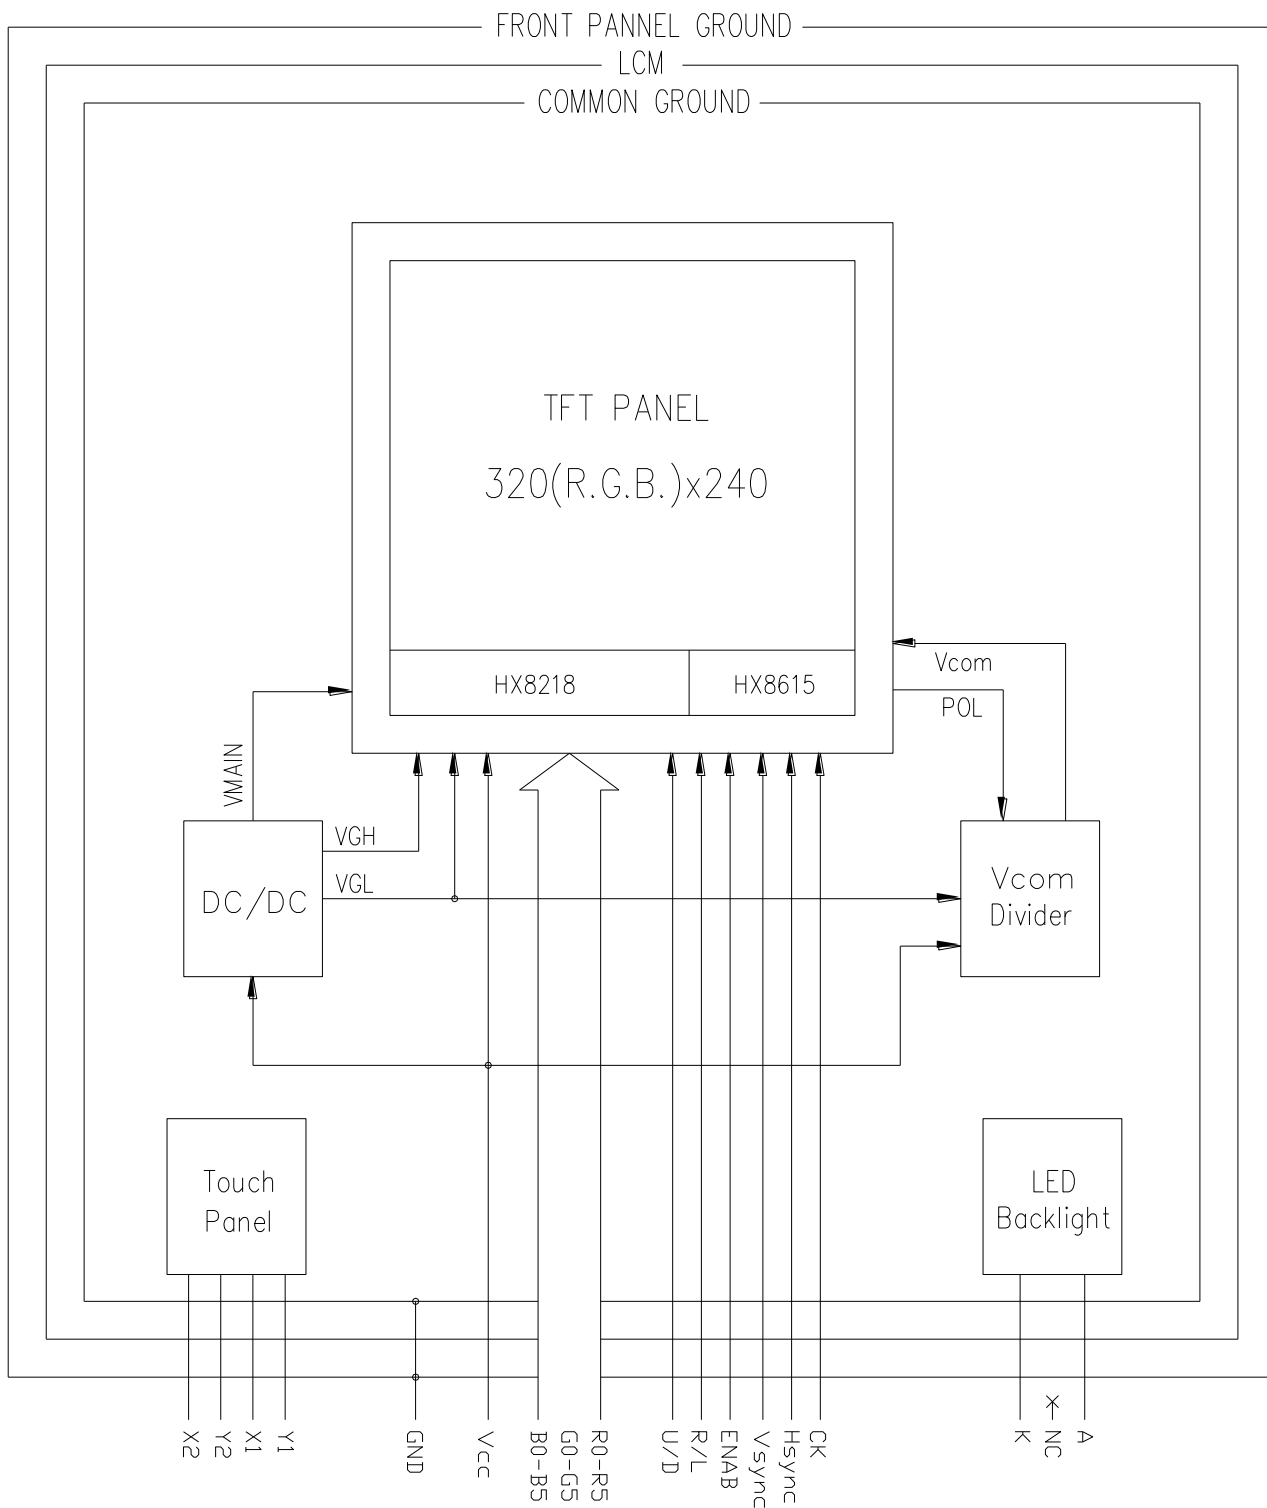 FRONT PANNEL GROUND
LCM
COMMON GROUND
TFT PANEL
320(R.G.B.)x240
HX8218
HX8615
Vcom
POL
VMAIN
VGH
VGL
DC/DC
Vcom
Divider
Touch
Panel
LED
Backlight
X2
Y2
X1
Y1
GND
Vcc
B0-B5
G0-G5
R0-R5
U/D
R/L
ENAB
Vsync
Hsync
CK
K
NC
A